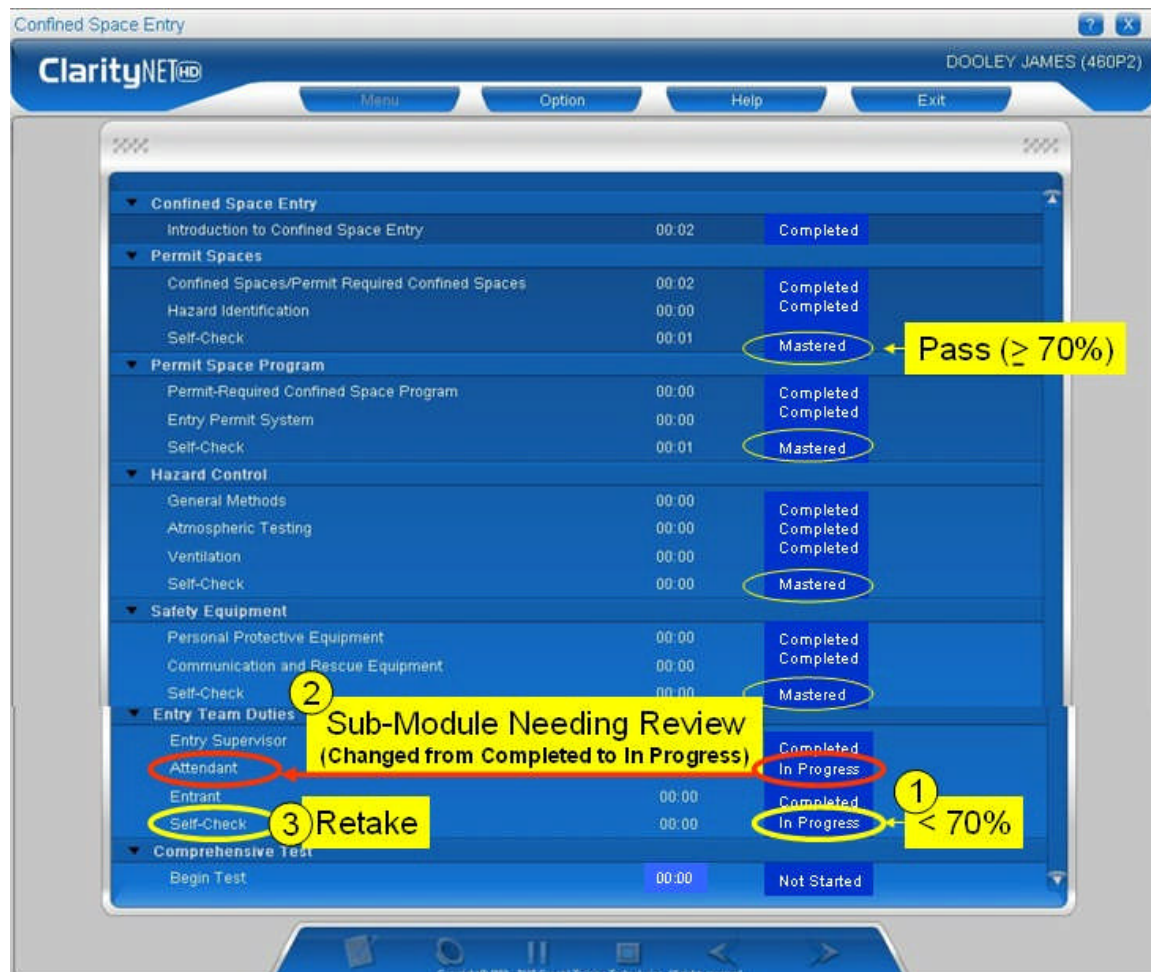 Confined Space Entry
? X
ClarityNET HD
DOOLEY JAMES (460P2)
Menu Option Help Exit
Confined Space Entry
Introduction to Confined Space Entry 00:02 Completed
Permit Spaces
Confined Spaces/Permit Required Confined Spaces 00:02 Completed
Hazard Identification 00:00 Completed
Self-Check 00:01 Mastered
Pass (≥ 70%)
Permit Space Program
Permit-Required Confined Space Program 00:00 Completed
Entry Permit System 00:00 Completed
Self-Check 00:01 Mastered
Hazard Control
General Methods 00:00 Completed
Atmospheric Testing 00:00 Completed
Ventilation 00:00 Completed
Self-Check 00:00 Mastered
Safety Equipment
Personal Protective Equipment 00:00 Completed
Communication and Rescue Equipment 00:00 Completed
Self-Check 00:00 Mastered
2
Sub-Module Needing Review
(Changed from Completed to In Progress)
Entry Team Duties
Entry Supervisor Completed
Attendant In Progress
Entrant 00:00 Completed
1
Self-Check 3 Retake 00:00 In Progress < 70%
Comprehensive Test
Begin Test 00:00 Not Started